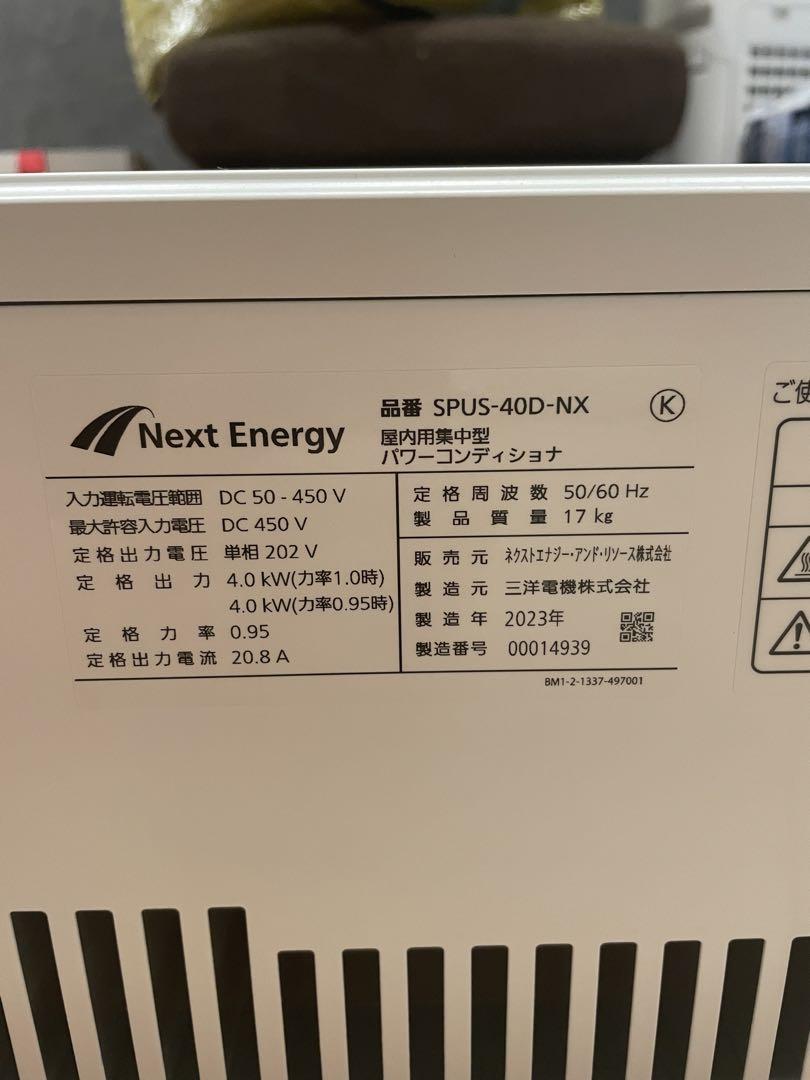 Next Energy
品番 SPUS-40D-NX
K
屋内用集中型
パワーコンディショナ
入力運転電圧範囲 DC 50 - 450 V
最大許容入力電圧 DC 450 V
定格出力電圧 単相 202 V
定格出力 4.0 kW(力率1.0時)
4.0 kW(力率0.95時)
定格力率 0.95
定格出力電流 20.8 A
定格周波数 50/60 Hz
製品質量 17 kg
販売元 ネクストエナジー・アンド・リソース株式会社
製造元 三洋電機株式会社
製造年 2023年
製造番号 00014939
BM1-2-1337-497001
ご使